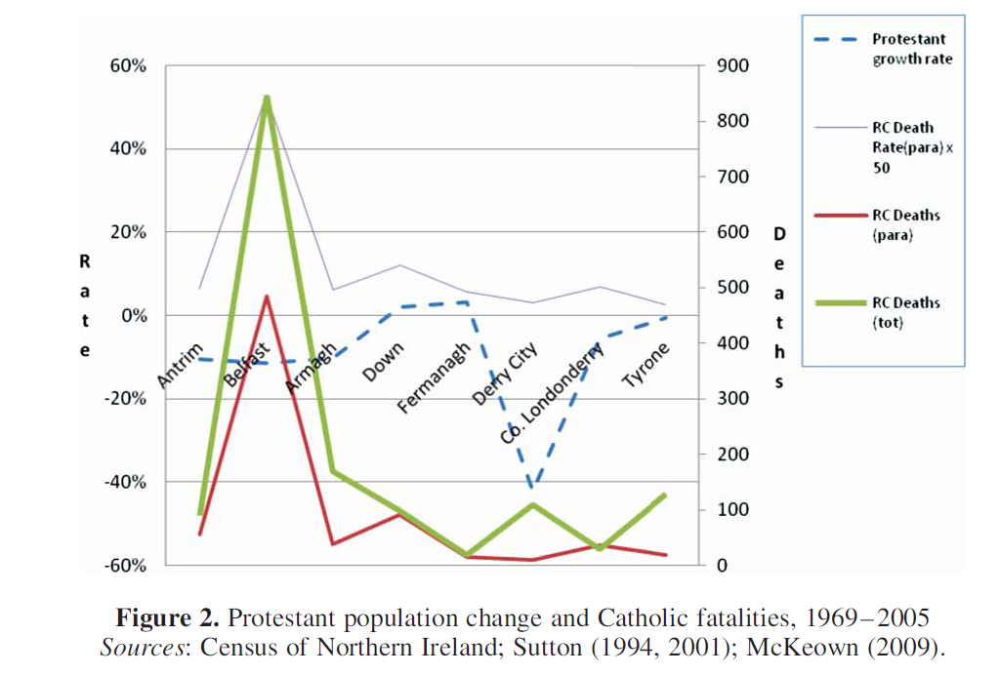 60%
40%
20%
0%
-20%
-40%
-60%
Rate
900
800
700
600
500
400
300
200
100
0
Deaths
Antrim
Belfast
Armagh
Down
Fermanagh
Derry City
Co. Londonderry
Tyrone
Protestant
growth rate
RC Death
Rate(para) x
50
RC Deaths
(para)
RC Deaths
(tot)
Figure 2. Protestant population change and Catholic fatalities, 1969–2005
Sources: Census of Northern Ireland; Sutton (1994, 2001); McKeown (2009).